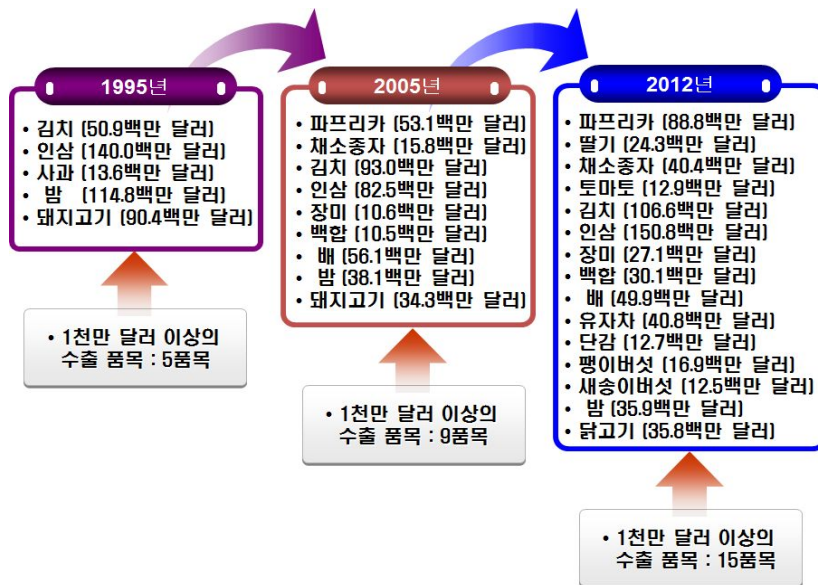 1995년
• 김치 (50.9백만 달러)
• 인삼 (140.0백만 달러)
• 사과 (13.6백만 달러)
• 밤 (114.8백만 달러)
• 돼지고기 (90.4백만 달러)
• 1천만 달러 이상의
수출 품목 : 5품목
2005년
• 파프리카 (53.1백만 달러)
• 채소종자 (15.8백만 달러)
• 김치 (93.0백만 달러)
• 인삼 (82.5백만 달러)
• 장미 (10.6백만 달러)
• 백합 (10.5백만 달러)
• 배 (56.1백만 달러)
• 밤 (38.1백만 달러)
• 돼지고기 (34.3백만 달러)
• 1천만 달러 이상의
수출 품목 : 9품목
2012년
• 파프리카 (88.8백만 달러)
• 딸기 (24.3백만 달러)
• 채소종자 (40.4백만 달러)
• 토마토 (12.9백만 달러)
• 김치 (106.6백만 달러)
• 인삼 (150.8백만 달러)
• 장미 (27.1백만 달러)
• 백합 (30.1백만 달러)
• 배 (49.9백만 달러)
• 유자차 (40.8백만 달러)
• 단감 (12.7백만 달러)
• 팽이버섯 (16.9백만 달러)
• 새송이버섯 (12.5백만 달러)
• 밤 (35.9백만 달러)
• 닭고기 (35.8백만 달러)
• 1천만 달러 이상의
수출 품목 : 15품목